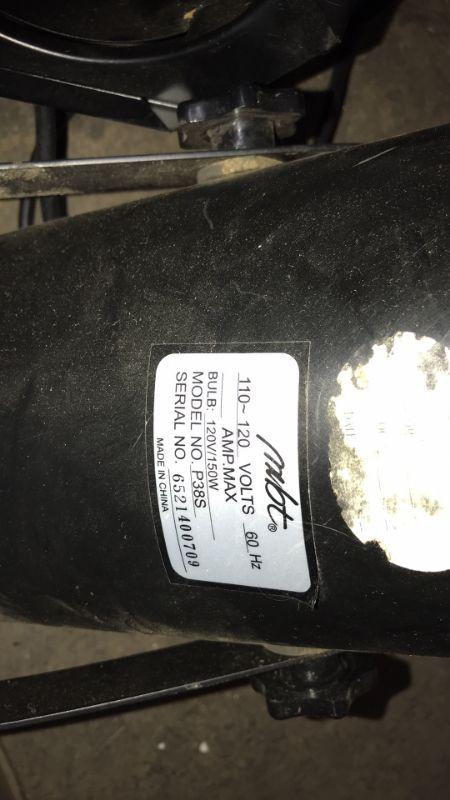 mbt®
110~ 120 VOLTS 60 Hz
AMP.MAX
BULB: 120V/150W
MODEL NO. P38S
SERIAL NO. 6521400709
MADE IN CHINA